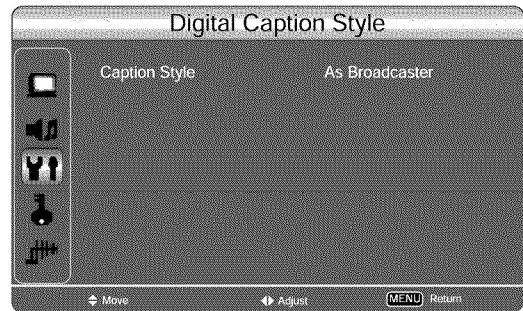 Digital Caption Style
Caption Style As Broadcaster
Move Adjust MENU Return